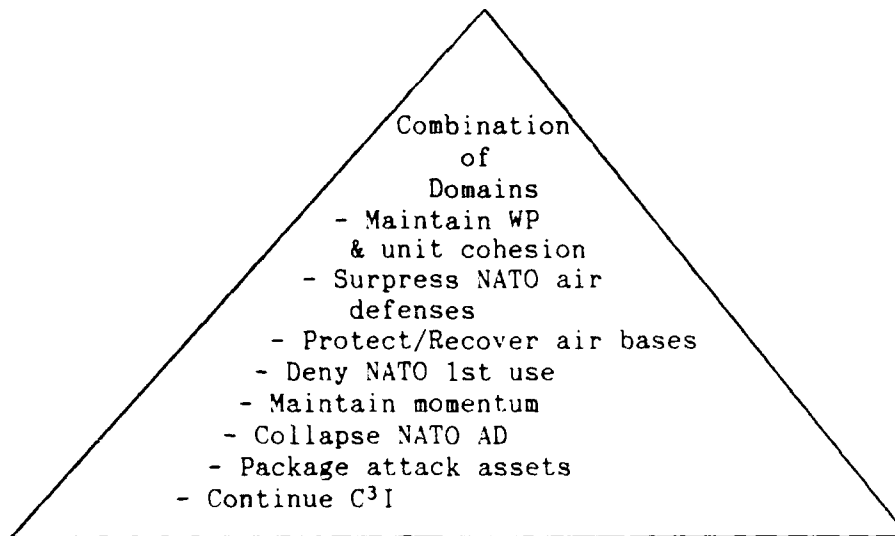 Combination
of
Domains
- Maintain WP
& unit cohesion
- Surpress NATO air
defenses
- Protect/Recover air bases
- Deny NATO 1st use
- Maintain momentum
- Collapse NATO AD
- Package attack assets
- Continue C³I